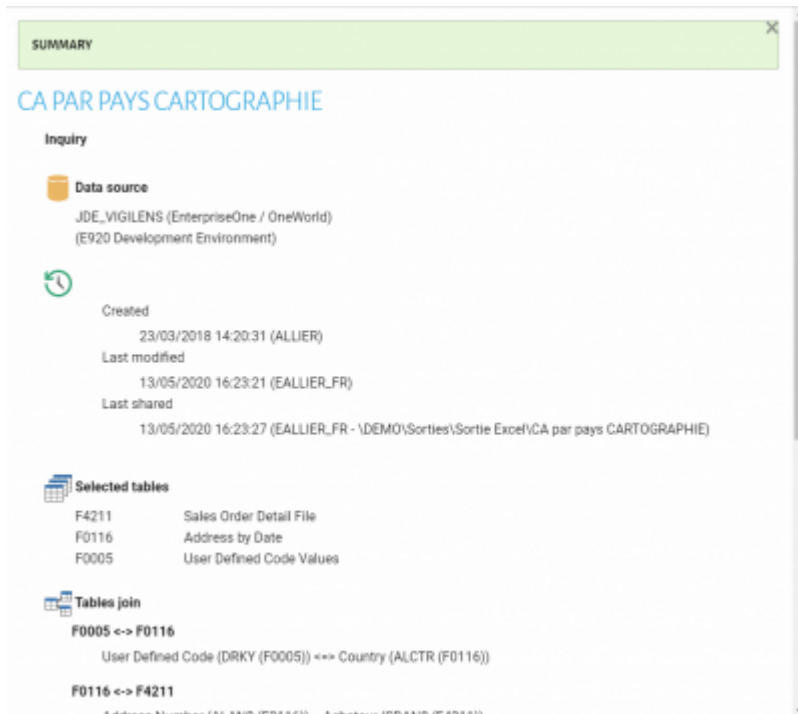 SUMMARY
CA PAR PAYS CARTOGRAPHIE
Inquiry
Data source
JDE_VIGILENS (EnterpriseOne / OneWorld)
(E920 Development Environment)
Created
23/03/2018 14:20:31 (ALLIER)
Last modified
13/05/2020 16:23:21 (EALLIER_FR)
Last shared
13/05/2020 16:23:27 (EALLIER_FR - \DEMO\Sorties\Sortie Excel\CA par pays CARTOGRAPHIE)
Selected tables
F4211 Sales Order Detail File
F0116 Address by Date
F0005 User Defined Code Values
Tables join
F0005 <-> F0116
User Defined Code (DRKY (F0005)) <=> Country (ALCTR (F0116))
F0116 <-> F4211
Address Number